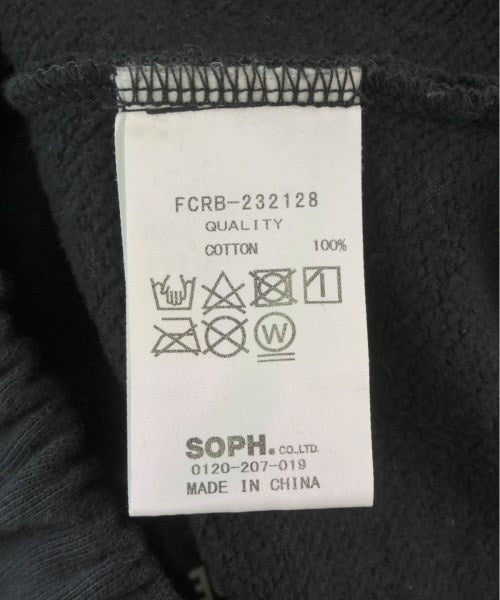 FCRB-232128
QUALITY
COTTON 100%
W
SOPH. CO.,LTD.
0120-207-019
MADE IN CHINA